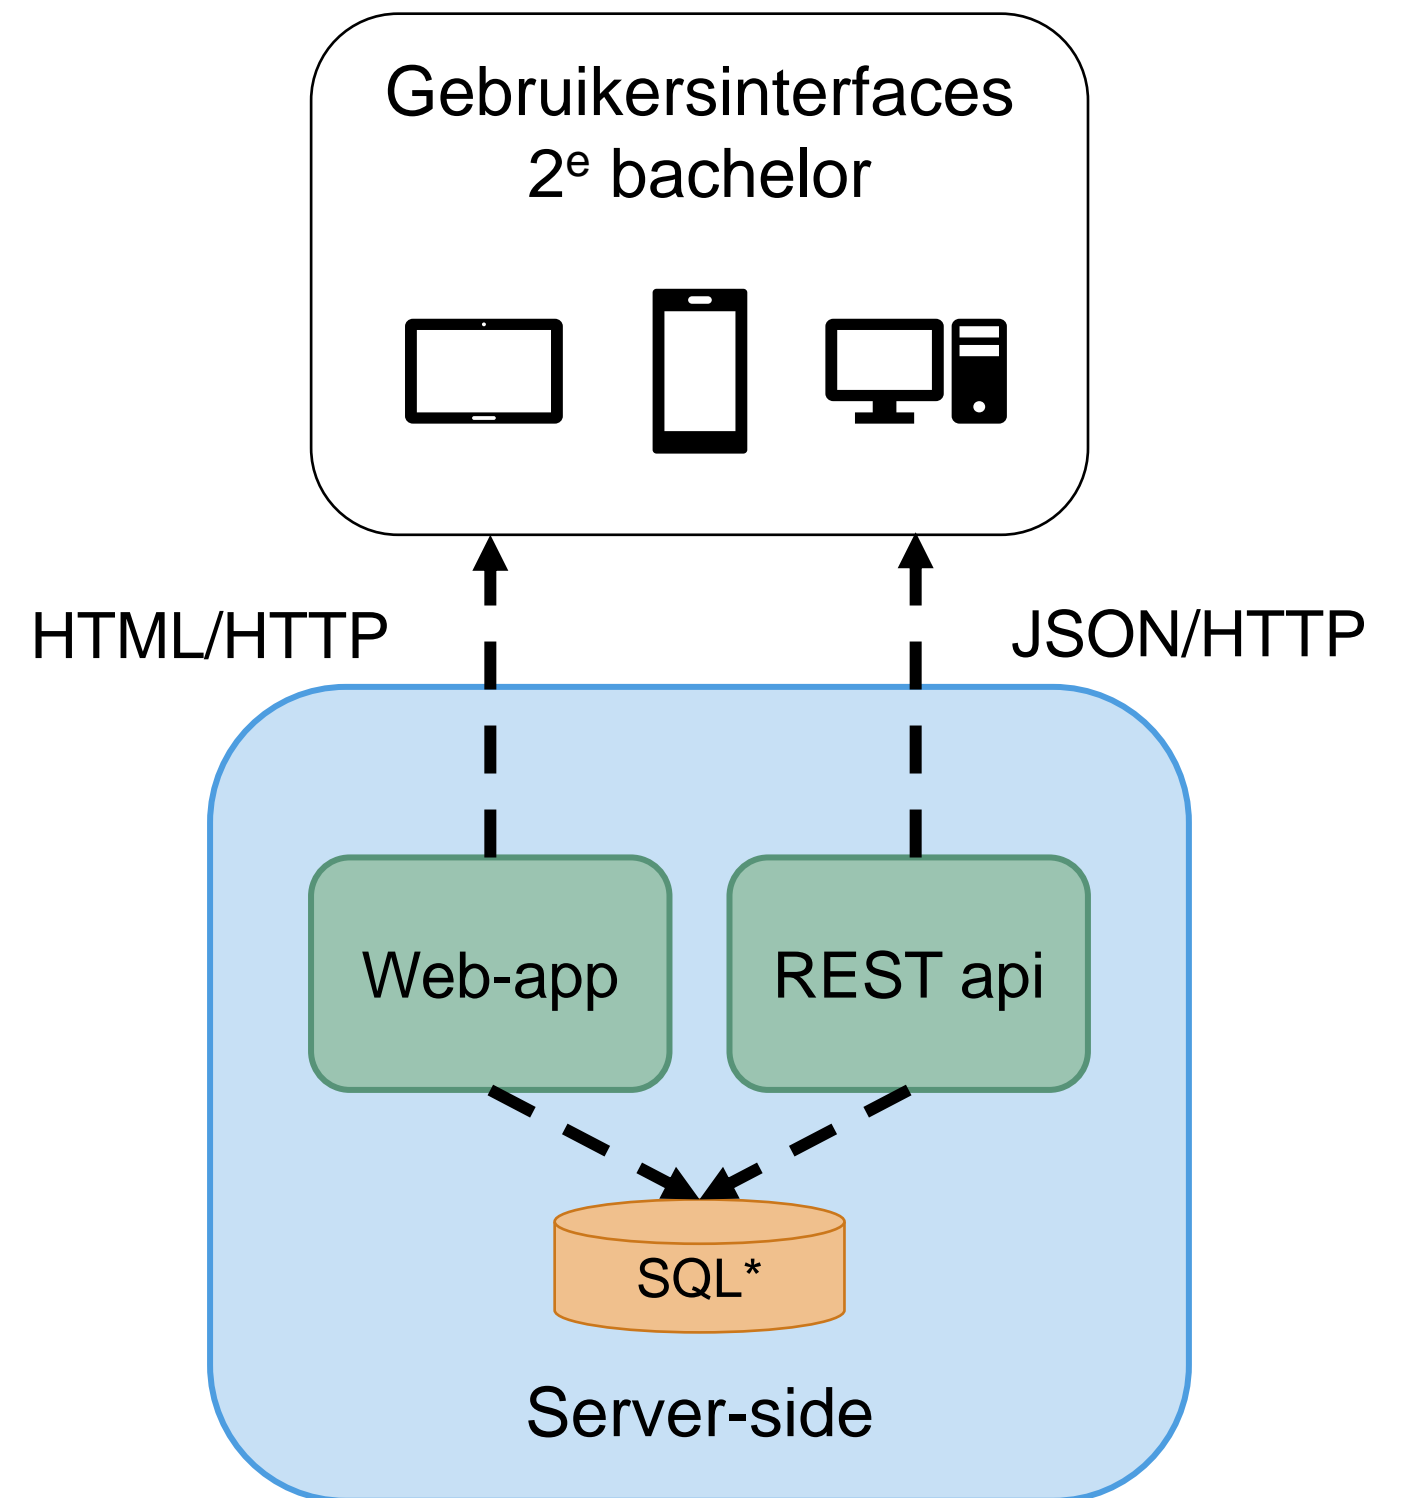 Gebruikersinterfaces
2e bachelor
HTML/HTTP
JSON/HTTP
Web-app
REST api
SQL*
Server-side